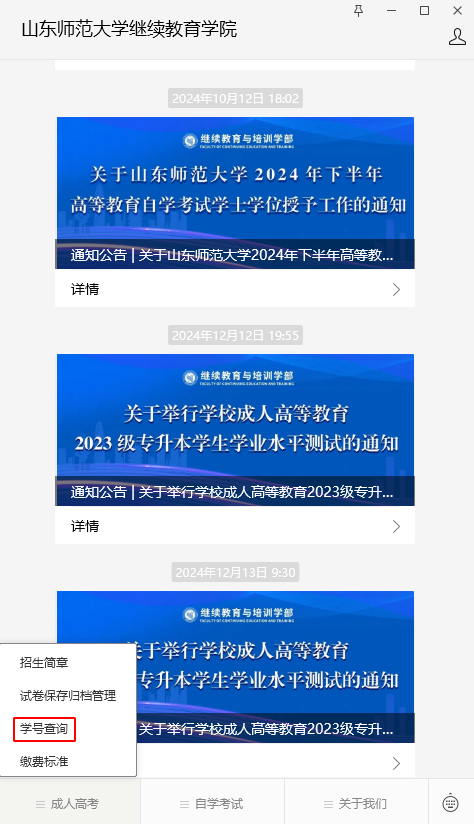 山东师范大学继续教育学院
2024年10月12日 18:02
继续教育与培训学部
FACULTY OF CONTINUING EDUCATION AND TRAINING
关于山东师范大学 2024 年下半年
高等教育自学考试学士学位授予工作的通知
通知公告 | 关于山东师范大学2024年下半年高等教...
详情
2024年12月12日 19:55
继续教育与培训学部
FACULTY OF CONTINUING EDUCATION AND TRAINING
关于举行学校成人高等教育
2023 级专升本学生学业水平测试的通知
通知公告 | 关于举行学校成人高等教育2023级专升...
详情
2024年12月13日 9:30
继续教育与培训学部
FACULTY OF CONTINUING EDUCATION AND TRAINING
关于举行学校成人高等教育
专升本学生学业水平测试的通知
关于举行学校成人高等教育2023级专升...
招生简章
试卷保存归档管理
学号查询
缴费标准
成人高考
自学考试
关于我们